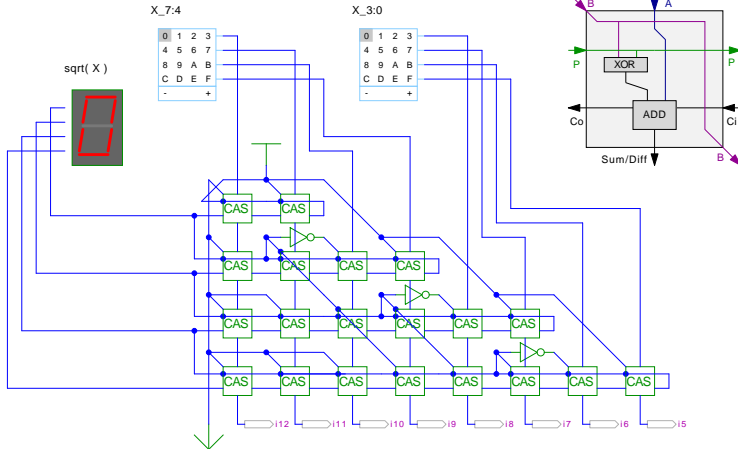 X_7:4
X_3:0
sqrt( X )
0 1 2 3
4 5 6 7
8 9 A B
C D E F
- +
0 1 2 3
4 5 6 7
8 9 A B
C D E F
- +
0
B A
P XOR P
Co ADD Ci
Sum/Diff B
CAS CAS
CAS CAS CAS CAS
CAS CAS CAS CAS CAS CAS
CAS CAS CAS CAS CAS CAS CAS CAS
i12 i11 i10 i9 i8 i7 i6 i5